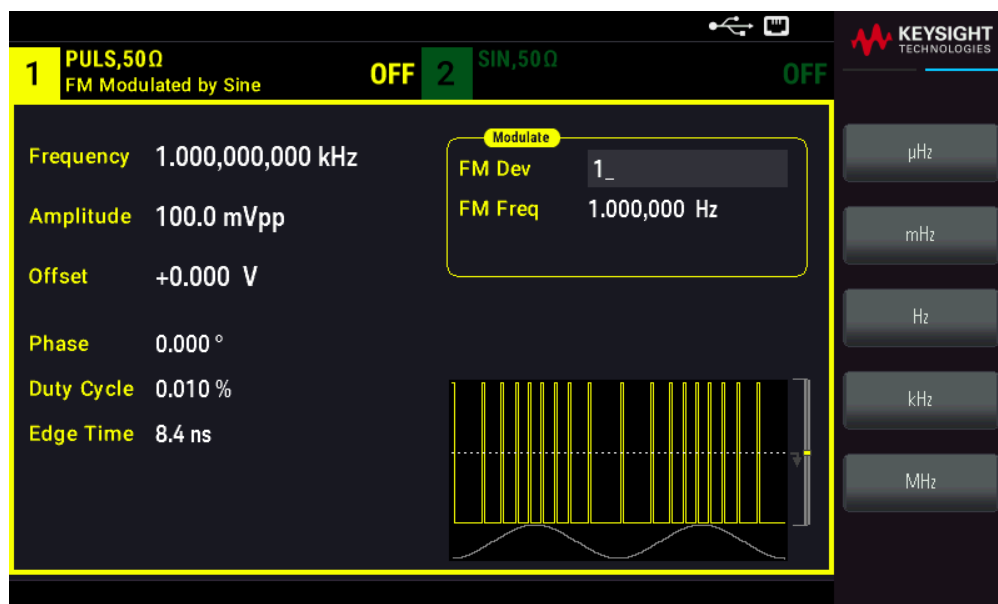 KEYSIGHT
TECHNOLOGIES
1 PULS,50Ω OFF
FM Modulated by Sine
2 SIN,50Ω OFF
Frequency 1.000,000,000 kHz
Amplitude 100.0 mVpp
Offset +0.000 V
Phase 0.000 °
Duty Cycle 0.010 %
Edge Time 8.4 ns
Modulate
FM Dev 1_
FM Freq 1.000,000 Hz
µHz
mHz
Hz
kHz
MHz